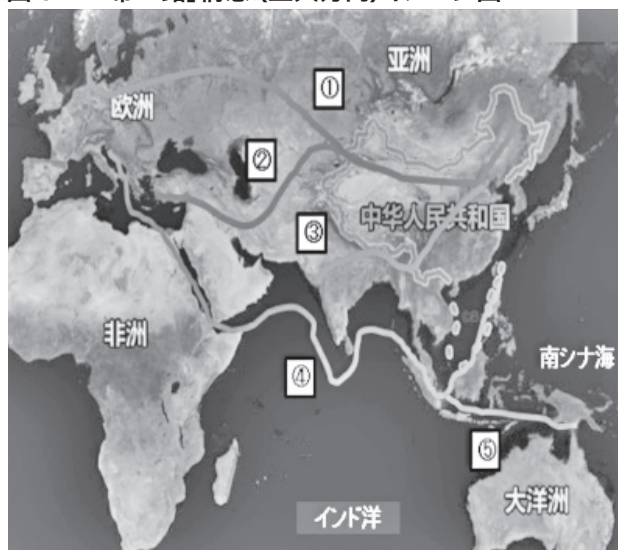 亚洲
①
欧洲
②
中华人民共和国
③
非洲
南シナ海
④
⑤
大洋洲
インド洋